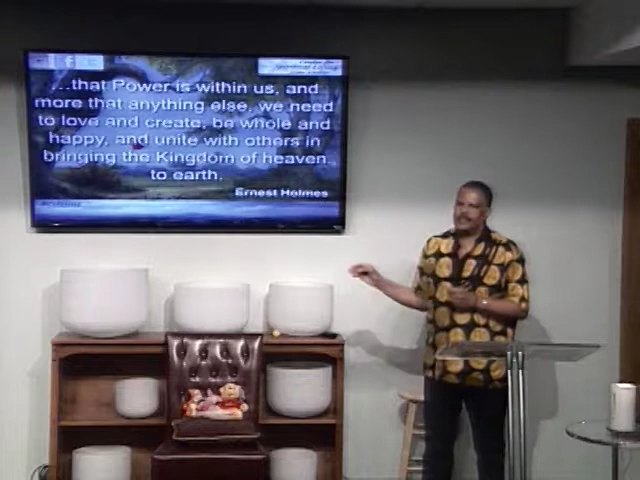 ...that Power is within us, and
more that anything else, we need
to love and create, be whole and
happy, and unite with others in
bringing the Kingdom of heaven
to earth.
Ernest Holmes